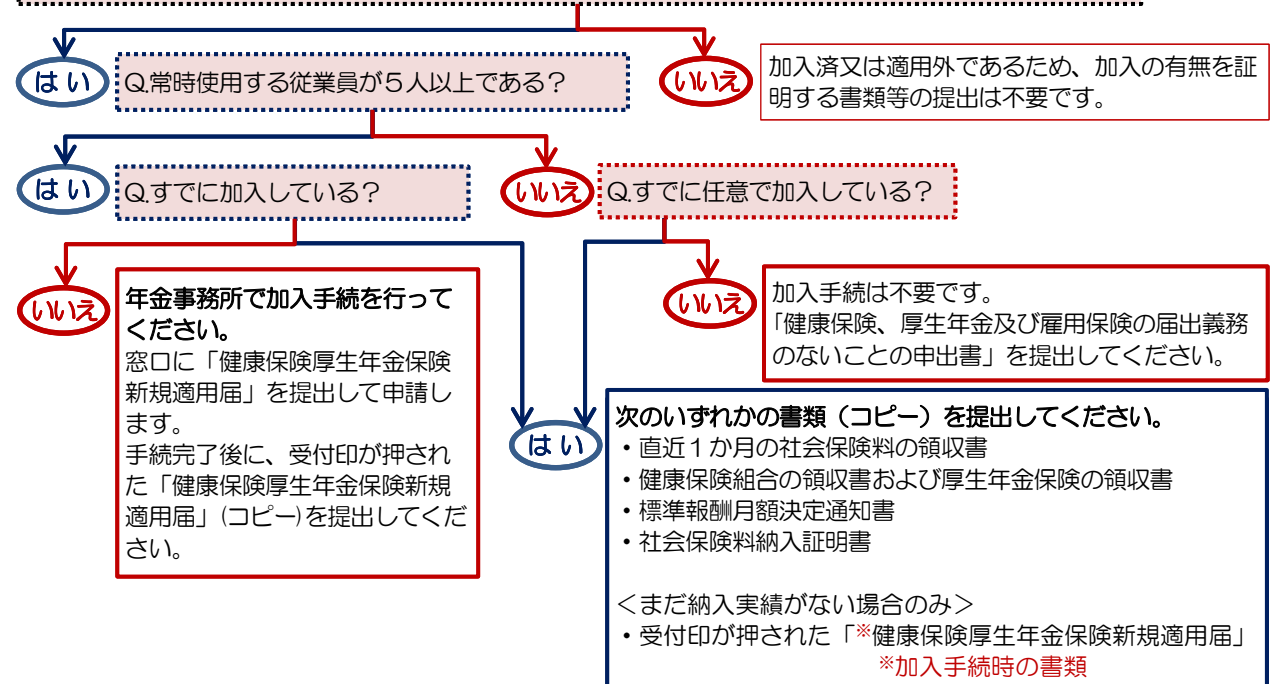 はい
Q.常時使用する従業員が５人以上である？
いいえ
加入済又は適用外であるため、加入の有無を証
明する書類等の提出は不要です。
はい
Q.すでに加入している？
いいえ
Q.すでに任意で加入している？
いいえ
年金事務所で加入手続を行って
ください。
窓口に「健康保険厚生年金保険
新規適用届」を提出して申請し
ます。
手続完了後に、受付印が押され
た「健康保険厚生年金保険新規
適用届」(コピー)を提出してくだ
さい。
いいえ
加入手続は不要です。
「健康保険、厚生年金及び雇用保険の届出義務
のないことの申出書」を提出してください。
はい
次のいずれかの書類（コピー）を提出してください。
・直近１か月の社会保険料の領収書
・健康保険組合の領収書および厚生年金保険の領収書
・標準報酬月額決定通知書
・社会保険料納入証明書
＜まだ納入実績がない場合のみ＞
・受付印が押された「※健康保険厚生年金保険新規適用届」
※加入手続時の書類